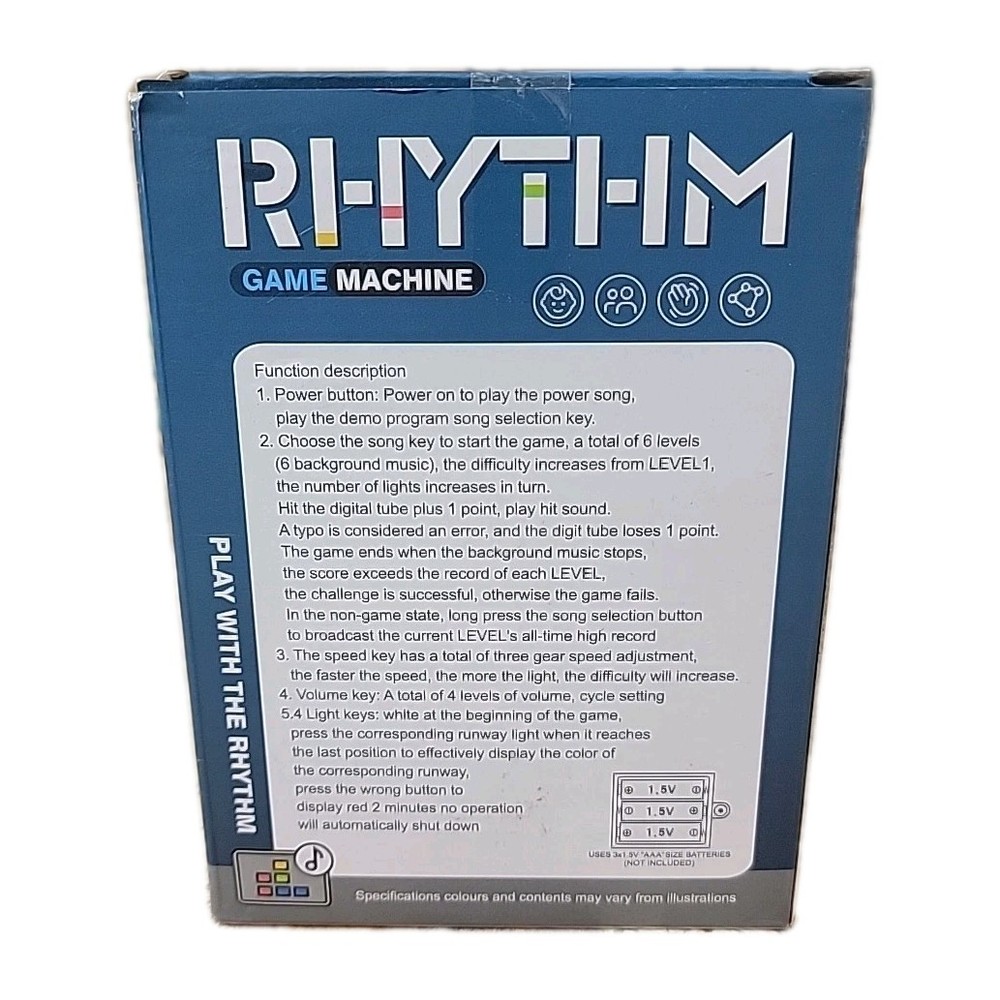 RHYTHM
GAME MACHINE
Function description
1. Power button: Power on to play the power song,
play the demo program song selection key.
2. Choose the song key to start the game, a total of 6 levels
(6 background music), the difficulty increases from LEVEL1,
the number of lights increases in turn.
Hit the digital tube plus 1 point, play hit sound.
A typo is considered an error, and the digit tube loses 1 point.
The game ends when the background music stops,
the score exceeds the record of each LEVEL,
the challenge is successful, otherwise the game fails.
In the non-game state, long press the song selection button
to broadcast the current LEVEL's all-time high record
3. The speed key has a total of three gear speed adjustment,
the faster the speed, the more the light, the difficulty will increase.
4. Volume key: A total of 4 levels of volume, cycle setting
5.4 Light keys: white at the beginning of the game,
press the corresponding runway light when it reaches
the last position to effectively display the color of
the corresponding runway,
press the wrong button to
display red 2 minutes no operation
will automatically shut down
1.5V
1.5V
1.5V
USES 3x1.5V "AAA" SIZE BATTERIES
(NOT INCLUDED)
PLAY WITH THE RHYTHM
Specifications colours and contents may vary from illustrations